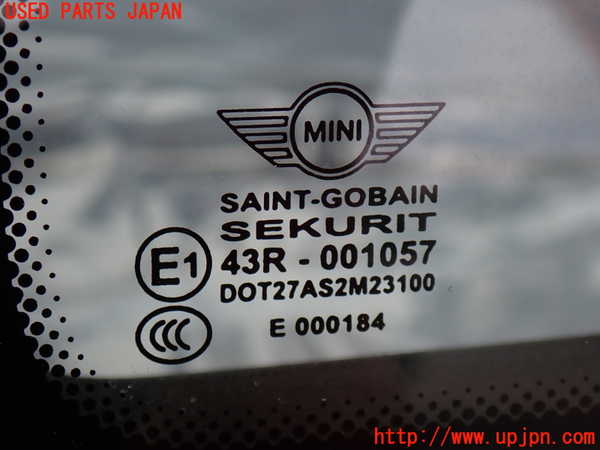 USED PARTS JAPAN
MINI
SAINT-GOBAIN
SEKURIT
E1
43R - 001057
DOT27AS2M23100
CCC
E 000184
http://www.upjpn.com/